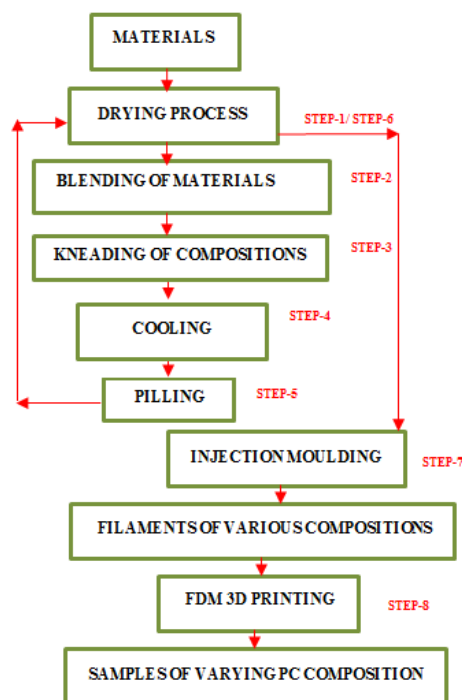 MATERIALS
DRYING PROCESS
STEP-1/ STEP-6
BLENDING OF MATERIALS
STEP-2
KNEADING OF COMPOSITIONS
STEP-3
COOLING
STEP-4
PILLING
STEP-5
INJECTION MOULDING
STEP-7
FILAMENTS OF VARIOUS COMPOSITIONS
FDM 3D PRINTING
STEP-8
SAMPLES OF VARYING PC COMPOSITION